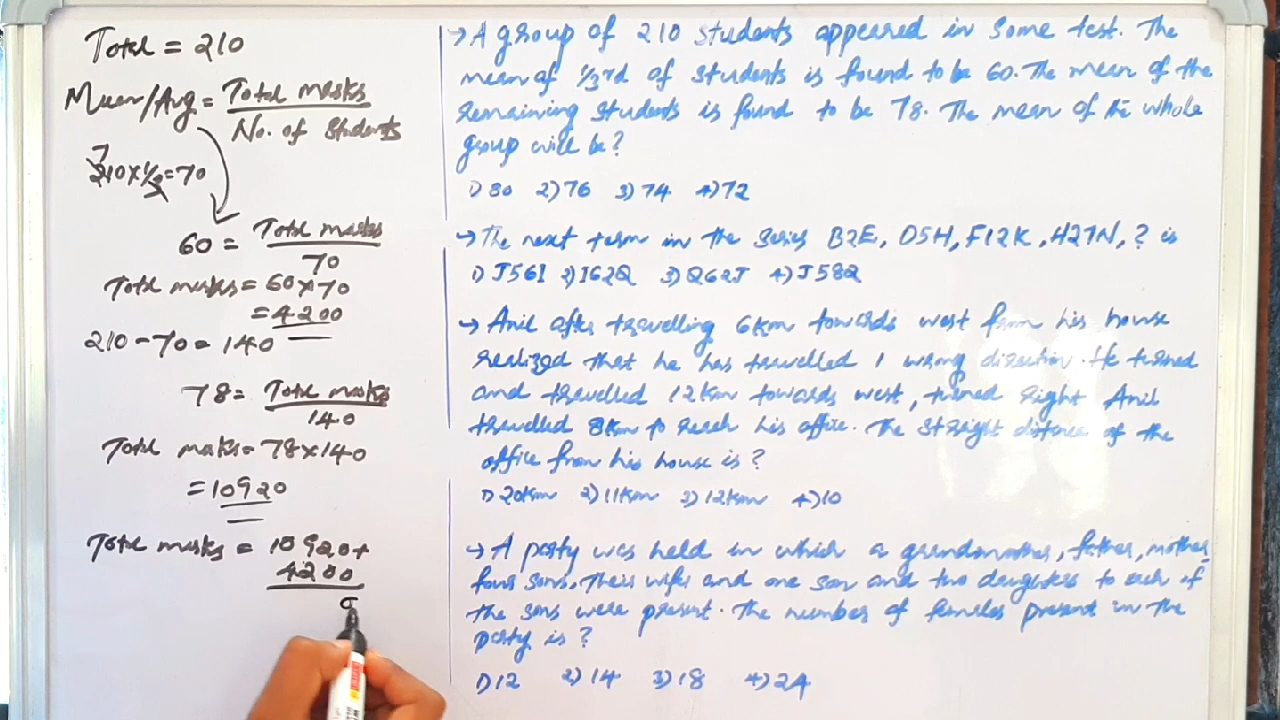 Total = 210
Mean/Avg = Total marks
No. of Students
7
210 x 1/3 = 70
60 = Total marks
70
Total marks = 60 x 70
= 4200
210 - 70 = 140
78 = Total marks
140
Total marks = 78 x 140
= 10920
Total marks = 10920 +
4200
0
→ A group of 210 students appeared in some test. The
mean of 1/3rd of students is found to be 60. The mean of the
remaining students is found to be 78. The mean of the whole
group will be?
1) 80 2) 76 3) 74 4) 72
→ The next term in the series B2E, D5H, F12K, H27N, ? is
1) J56I 2) I62Q 3) Q62J 4) J58Q
→ Anil after travelling 6km towards west from his house
realized that he has travelled 1 wrong direction. He turned
and travelled 12km towards west, turned right Anil
travelled 8km to reach his office. The straight distance of the
office from his house is?
1) 20km 2) 11km 3) 12km 4) 10
→ A party was held in which a grandmother, father, mother,
four sons, their wifes and one son and two daughters to each of
the sons were present. The number of females present in the
party is?
1) 12 2) 14 3) 18 4) 24